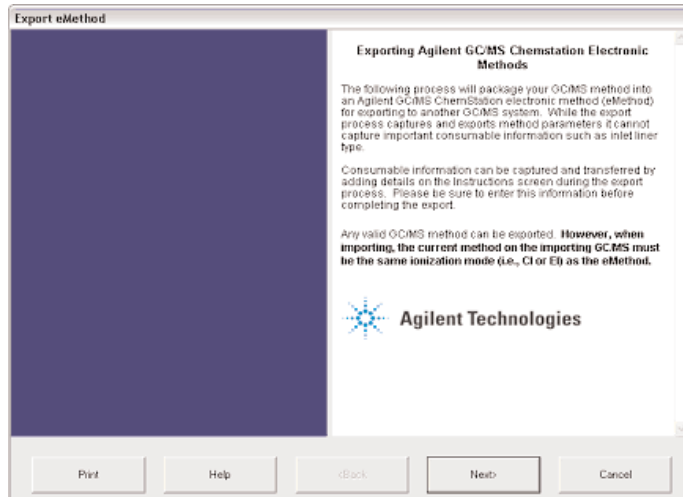 Export eMethod
Exporting Agilent GC/MS Chemstation Electronic
Methods
The following process will package your GC/MS method into
an Agilent GC/MS ChemStation electronic method (eMethod)
for exporting to another GC/MS system. While the export
process captures and exports method parameters it cannot
capture important consumable information such as inlet liner
type.
Consumable information can be captured and transferred by
adding details on the Instructions screen during the export
process. Please be sure to enter this information before
completing the export.
Any valid GC/MS method can be exported. However, when
importing, the current method on the importing GC.MS must
be the same ionization mode (i.e., CI or EI) as the eMethod.
Agilent Technologies
Print
Help
<Back
Next>
Cancel